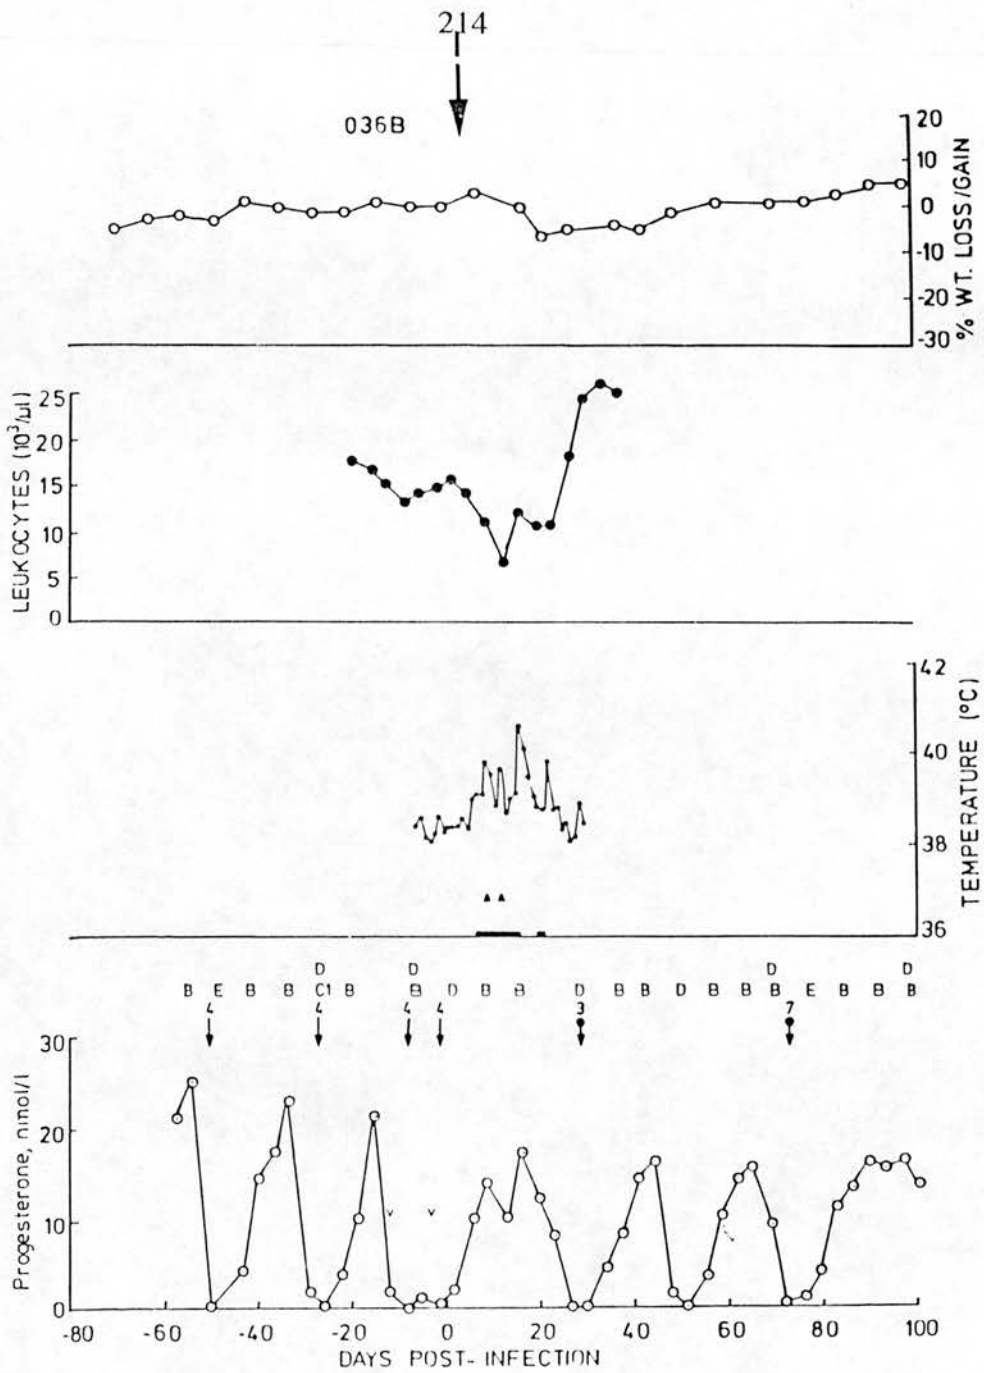 214
036B
20
10
0
-10
-20
-30
% WT. LOSS/GAIN
25
20
15
10
5
0
LEUKOCYTES (10³/µl)
42
40
38
36
TEMPERATURE (ºC)
D D D D
B E B B C1 B B D B B D B B D B B B E B B B
4 4 4 4 3 7
30
20
10
0
Progesterone, nmol/l
-80 -60 -40 -20 0 20 40 60 80 100
DAYS POST-INFECTION